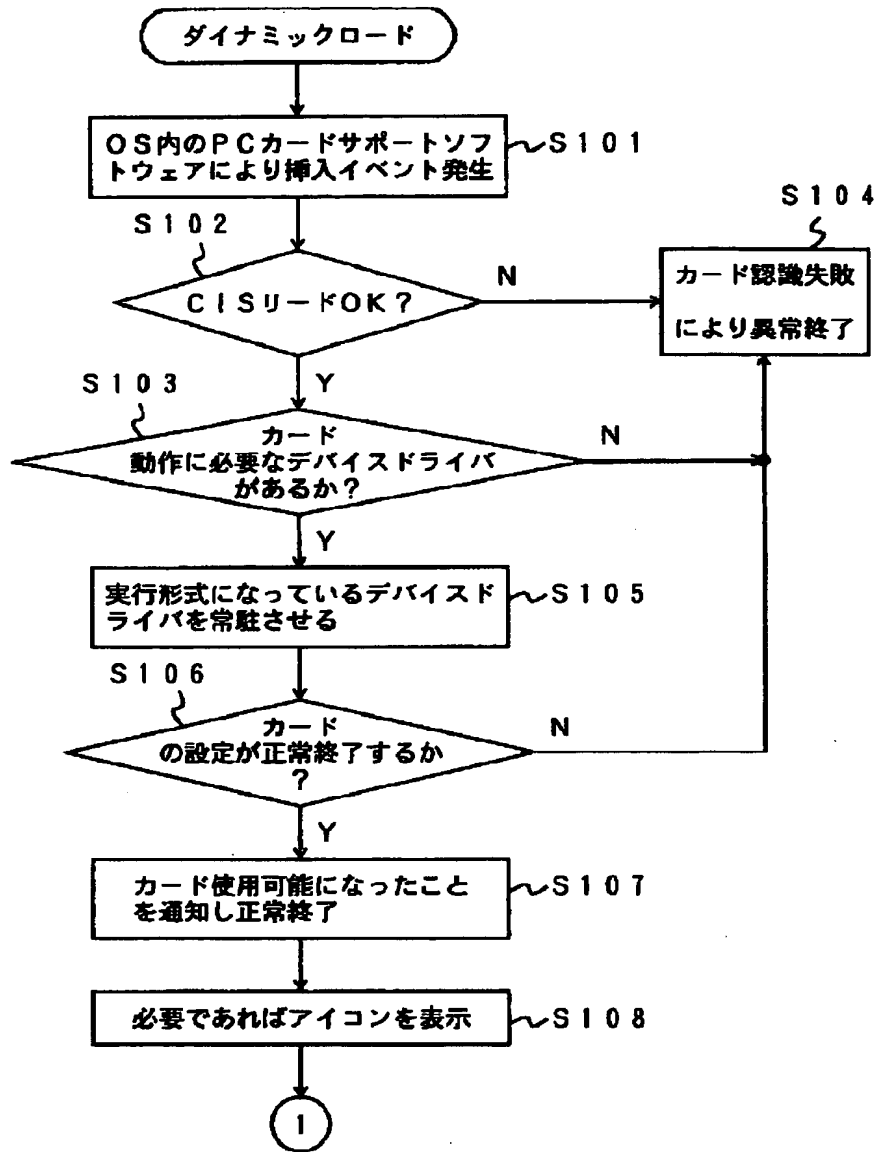 ダイナミックロード
OS内のPCカードサポートソフ
トウェアにより挿入イベント発生
S101
S102
CISリードOK?
N
S104
カード認識失敗
により異常終了
Y
S103
カード
動作に必要なデバイスドライバ
があるか?
N
Y
実行形式になっているデバイスド
ライバを常駐させる
S105
S106
カード
の設定が正常終了するか
?
N
Y
カード使用可能になったこと
を通知し正常終了
S107
必要であればアイコンを表示
S108
1